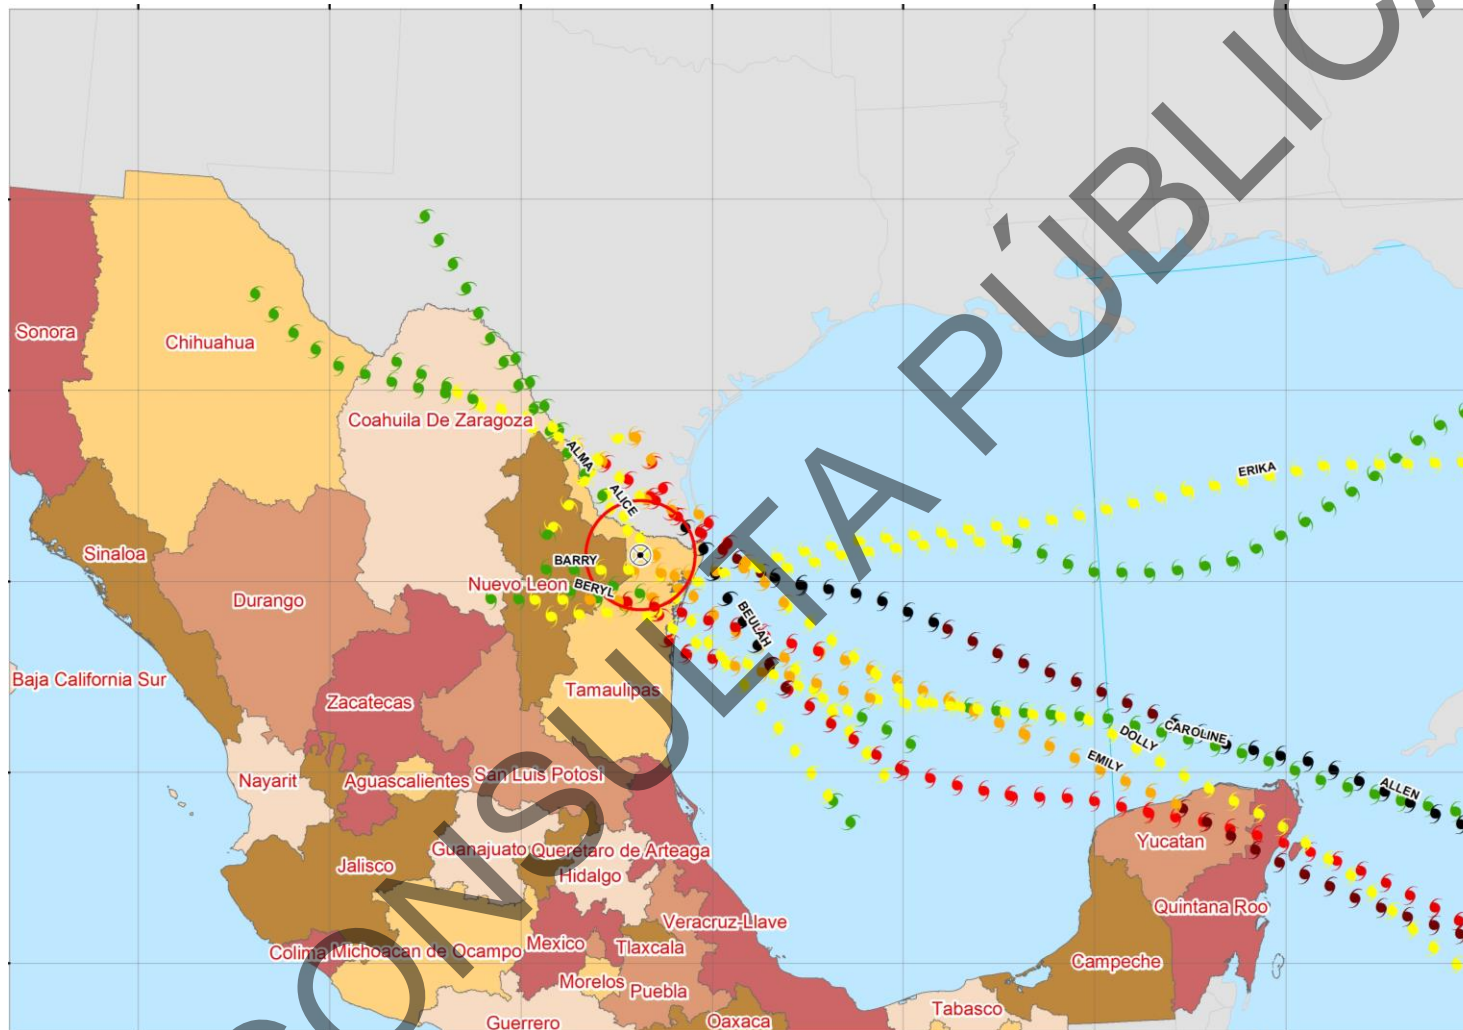 Sonora
Chihuahua
Coahuila De Zaragoza
ERIKA
ALMA
ALICE
Sinaloa
BARRY
Nuevo Leon
BERYL
Durango
BEULAH
Baja California Sur
Zacatecas
Tamaulipas
CAROLINE
DOLLY
EMILY
ALLEN
Nayarit
Aguascalientes
San Luis Potosi
Jalisco
Guanajuato
Queretaro de Arteaga
Hidalgo
Yucatan
Quintana Roo
Veracruz-Llave
Colima
Michoacan de Ocampo
Mexico
Tlaxcala
Campeche
Morelos
Puebla
Tabasco
Guerrero
Oaxaca
CONSULTA PÚBLICA